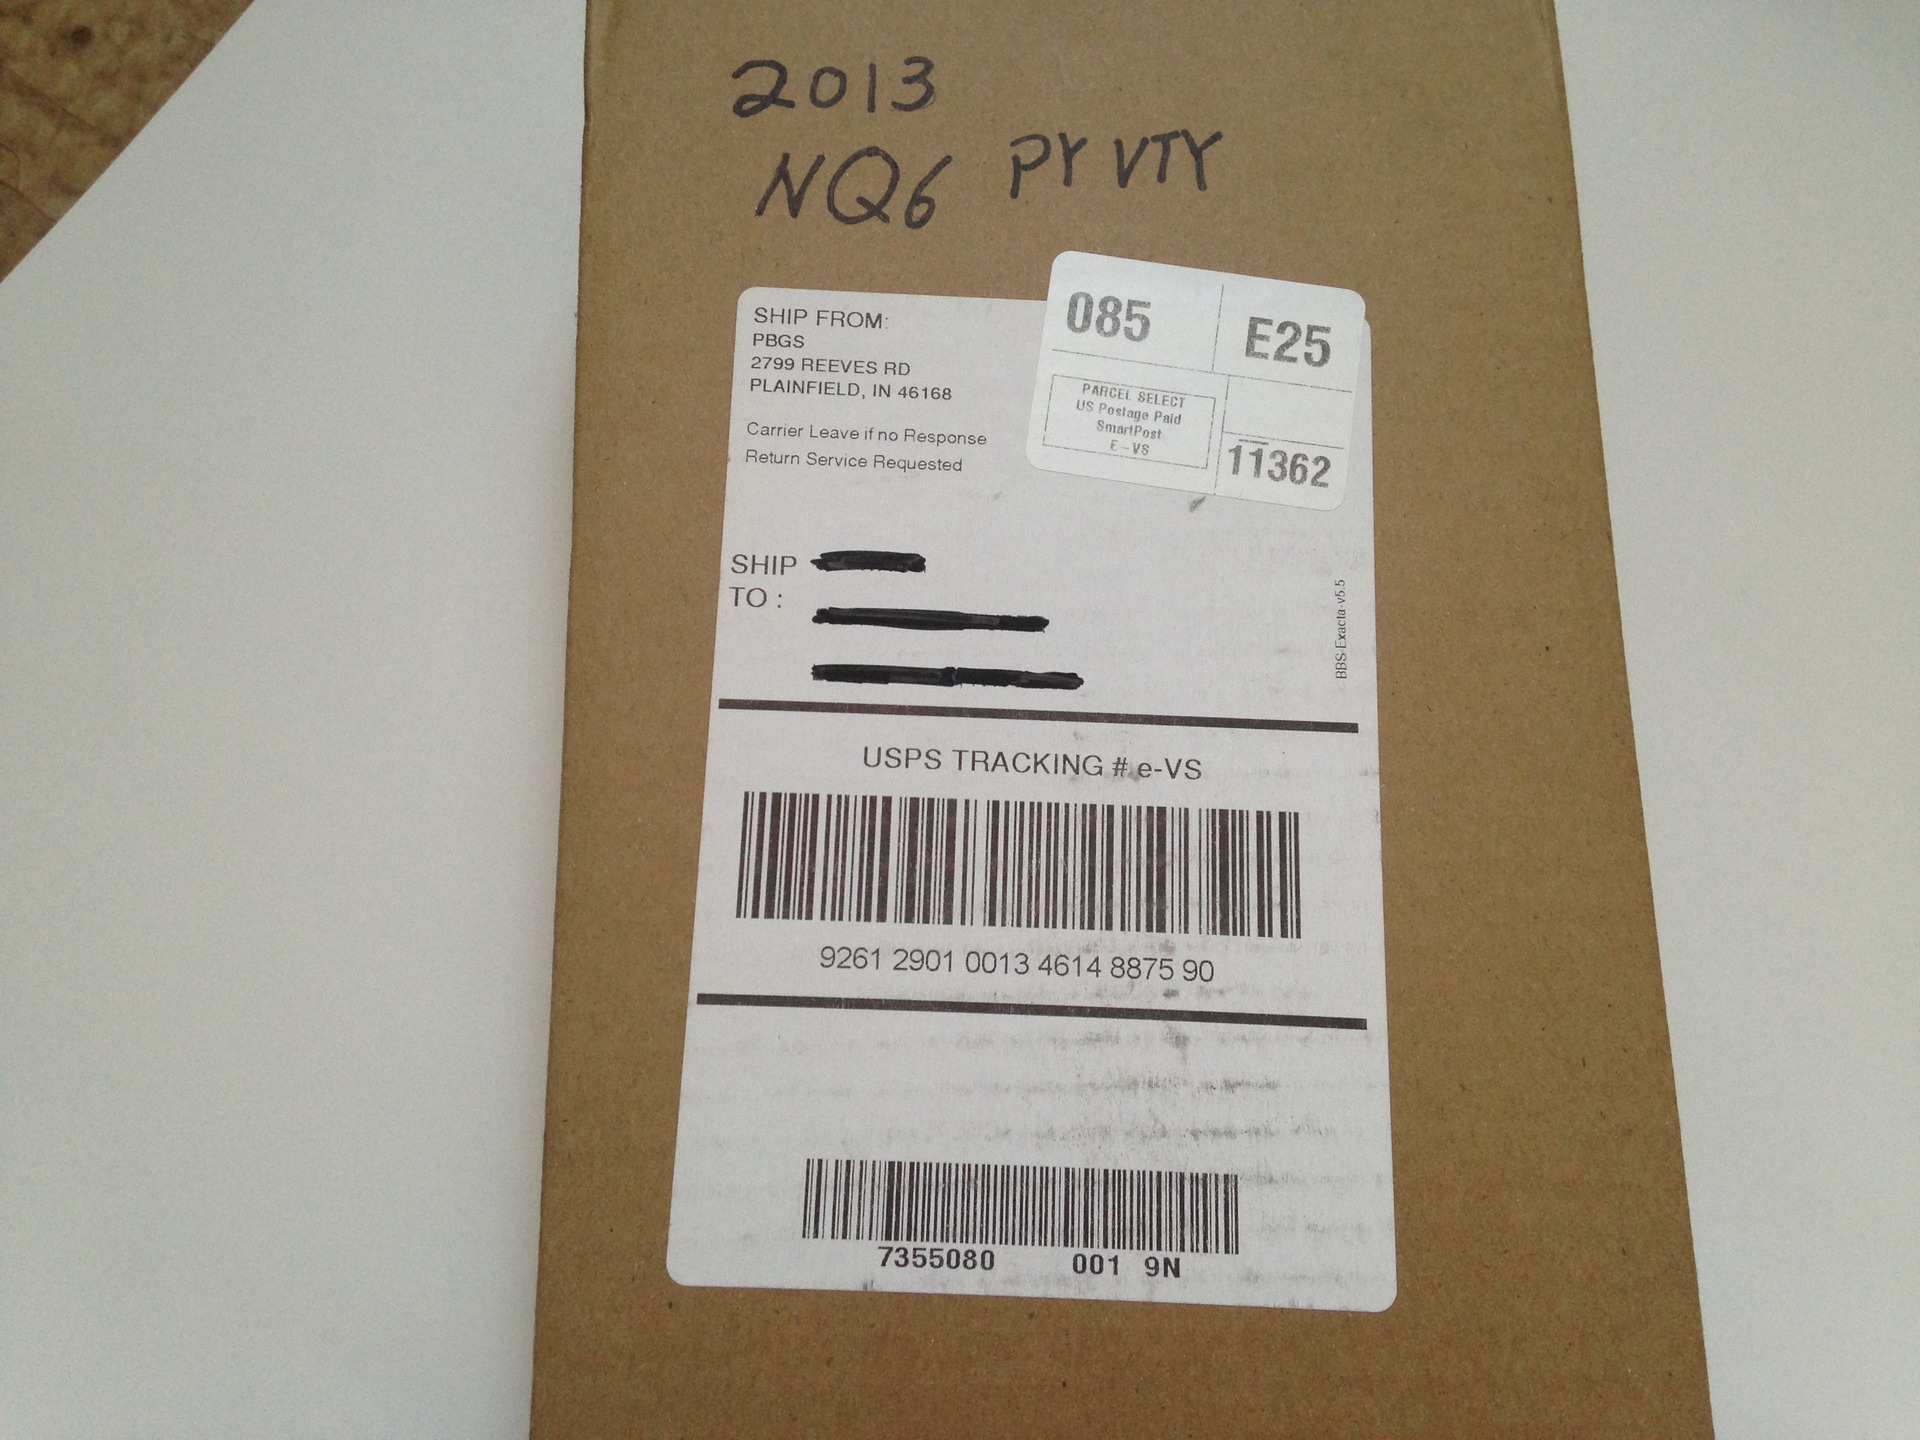 2013
NQ6 PY VTY
SHIP FROM:
PBGS
2799 REEVES RD
PLAINFIELD, IN 46168
Carrier Leave if no Response
Return Service Requested
085
E25
PARCEL SELECT
US Postage Paid
SmartPost
E-VS
11362
SHIP
TO :
BBS-Exacta-v5.5
USPS TRACKING # e-VS
9261 2901 0013 4614 8875 90
7355080 001 9N